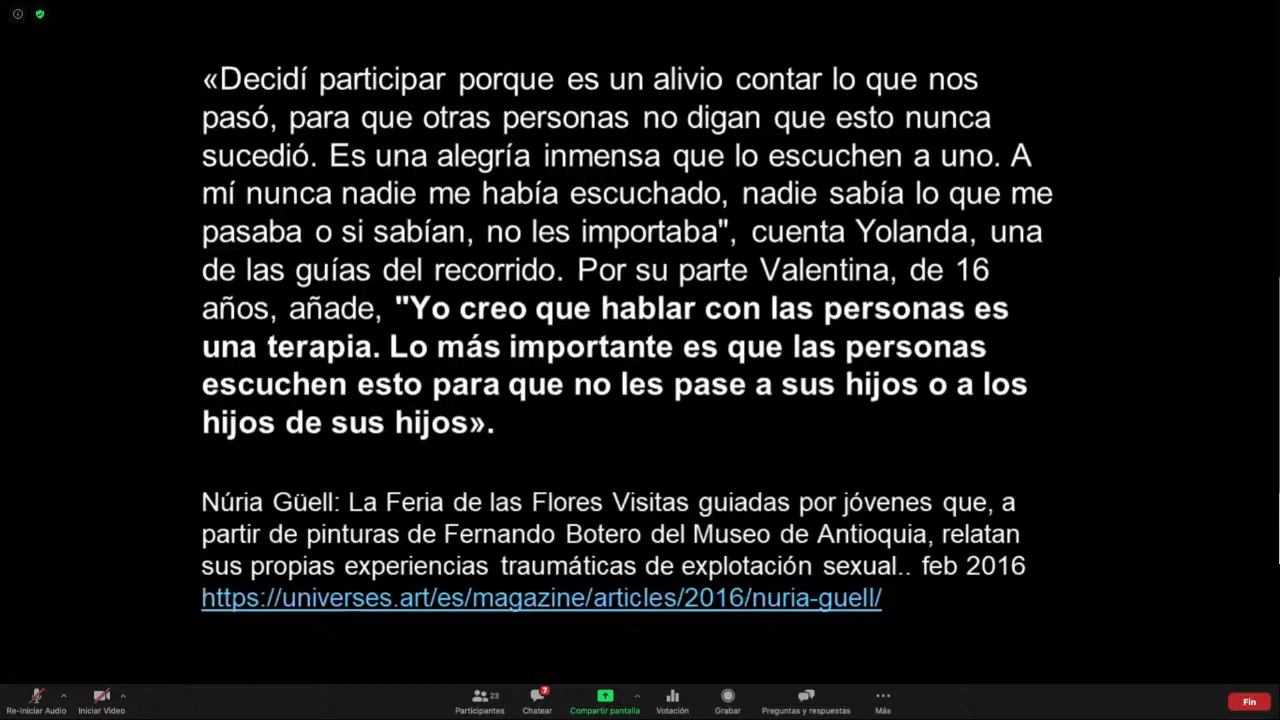 «Decidí participar porque es un alivio contar lo que nos
pasó, para que otras personas no digan que esto nunca
sucedió. Es una alegría inmensa que lo escuchen a uno. A
mí nunca nadie me había escuchado, nadie sabía lo que me
pasaba o si sabían, no les importaba", cuenta Yolanda, una
de las guías del recorrido. Por su parte Valentina, de 16
años, añade, "Yo creo que hablar con las personas es
una terapia. Lo más importante es que las personas
escuchen esto para que no les pase a sus hijos o a los
hijos de sus hijos».
Núria Güell: La Feria de las Flores Visitas guiadas por jóvenes que, a
partir de pinturas de Fernando Botero del Museo de Antioquia, relatan
sus propias experiencias traumáticas de explotación sexual.. feb 2016
https://universes.art/es/magazine/articles/2016/nuria-guell/
Re-Iniciar Audio
Iniciar Video
23
Participantes
7
Chatear
Compartir pantalla
Votación
Grabar
Preguntas y respuestas
Más
Fin